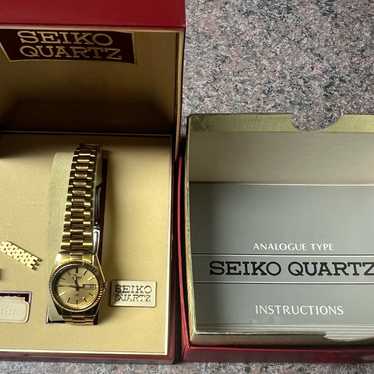 SEIKO
QUARTZ
SEIKO
QUARTZ
ANALOGUE TYPE
SEIKO QUARTZ
INSTRUCTIONS